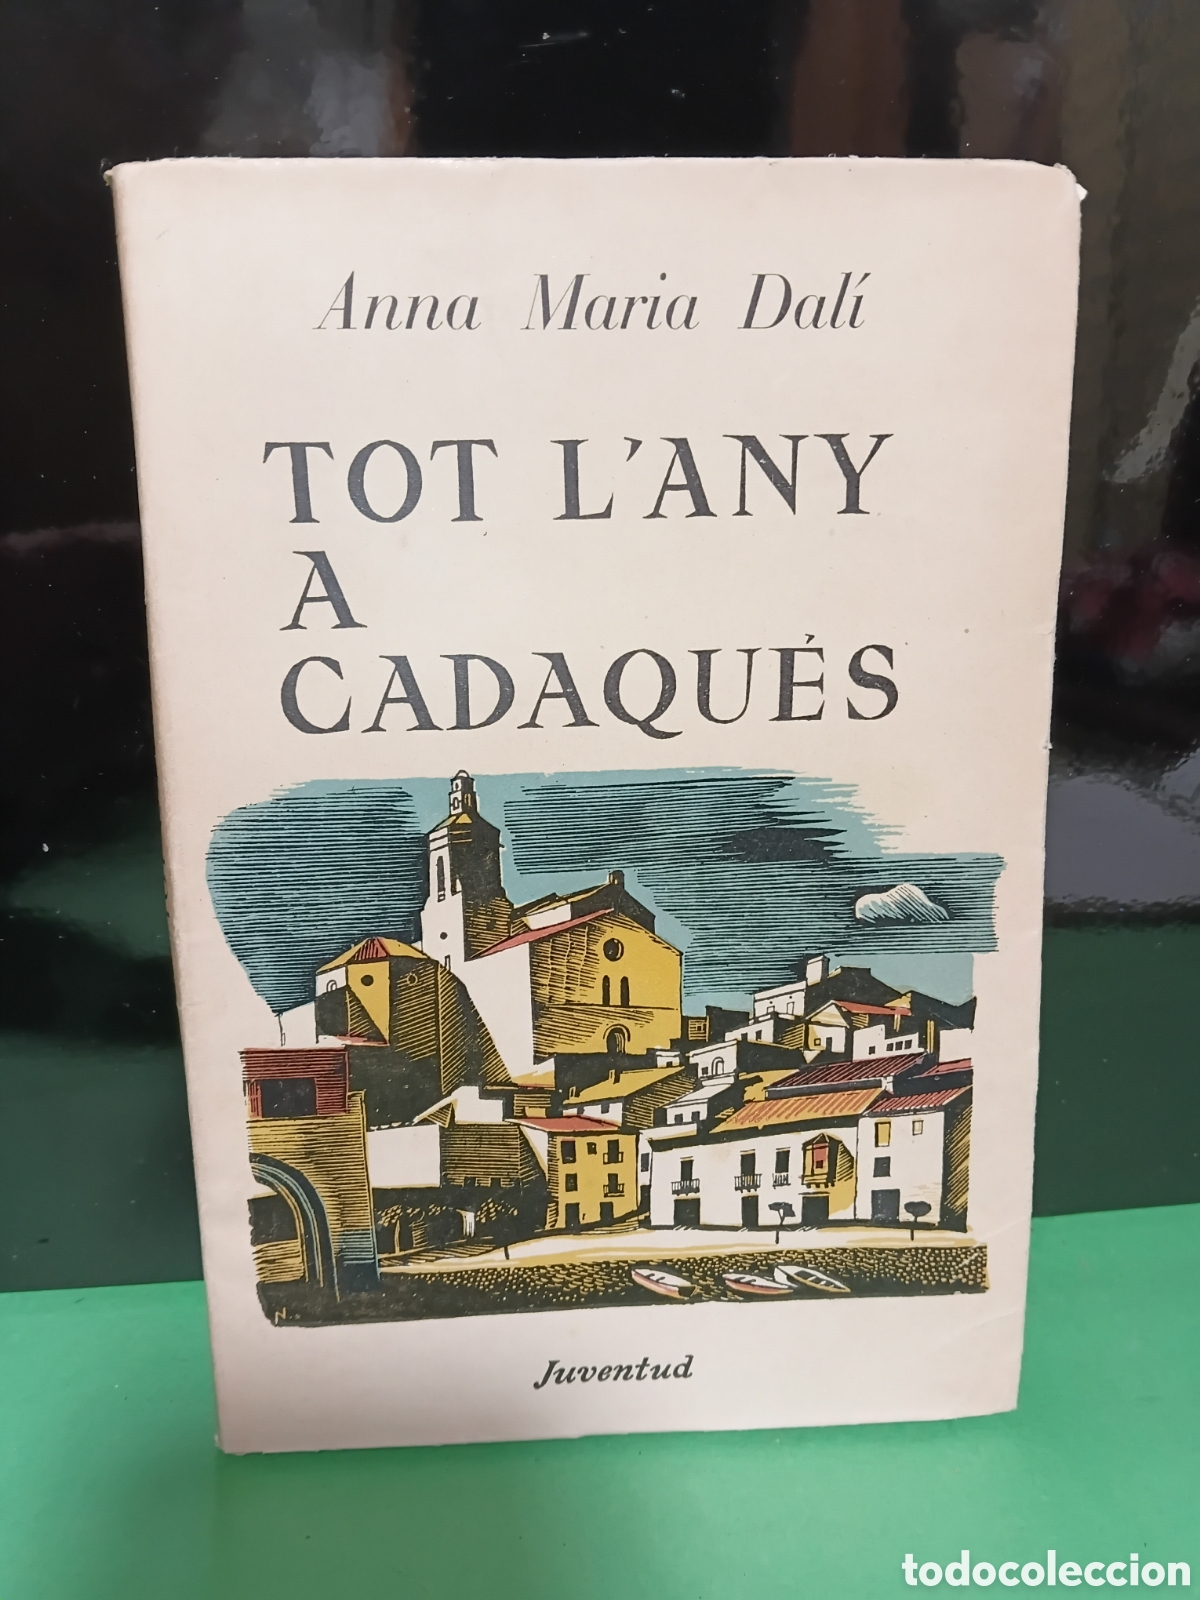 Anna Maria Dalí
TOT L'ANY
A
CADAQUÉS
N.
Juventud
todocoleccion